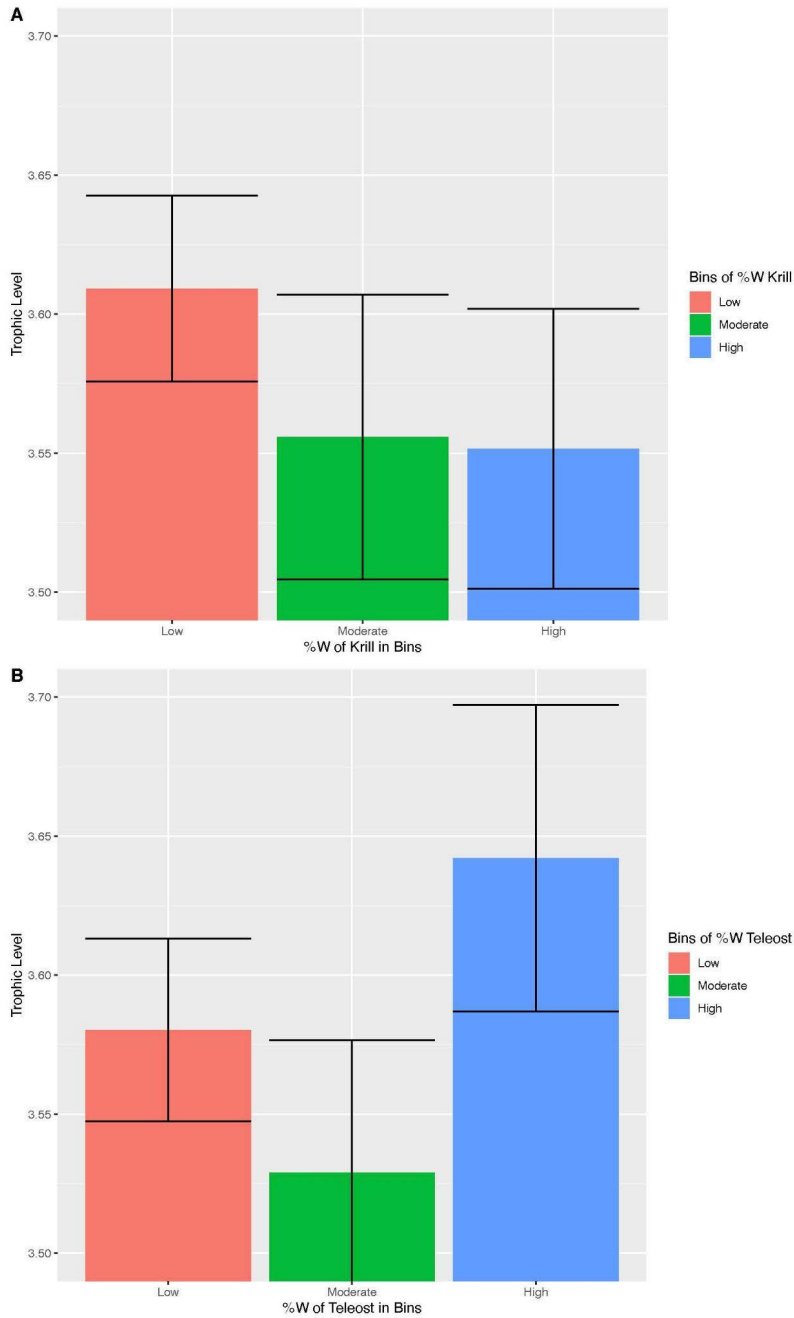 A
3.70
3.65
3.60
3.55
3.50
Trophic Level
Low
Moderate
High
%W of Krill in Bins
Bins of %W Krill
Low
Moderate
High
B
3.70
3.65
3.60
3.55
3.50
Trophic Level
Low
Moderate
High
%W of Teleost in Bins
Bins of %W Teleost
Low
Moderate
High